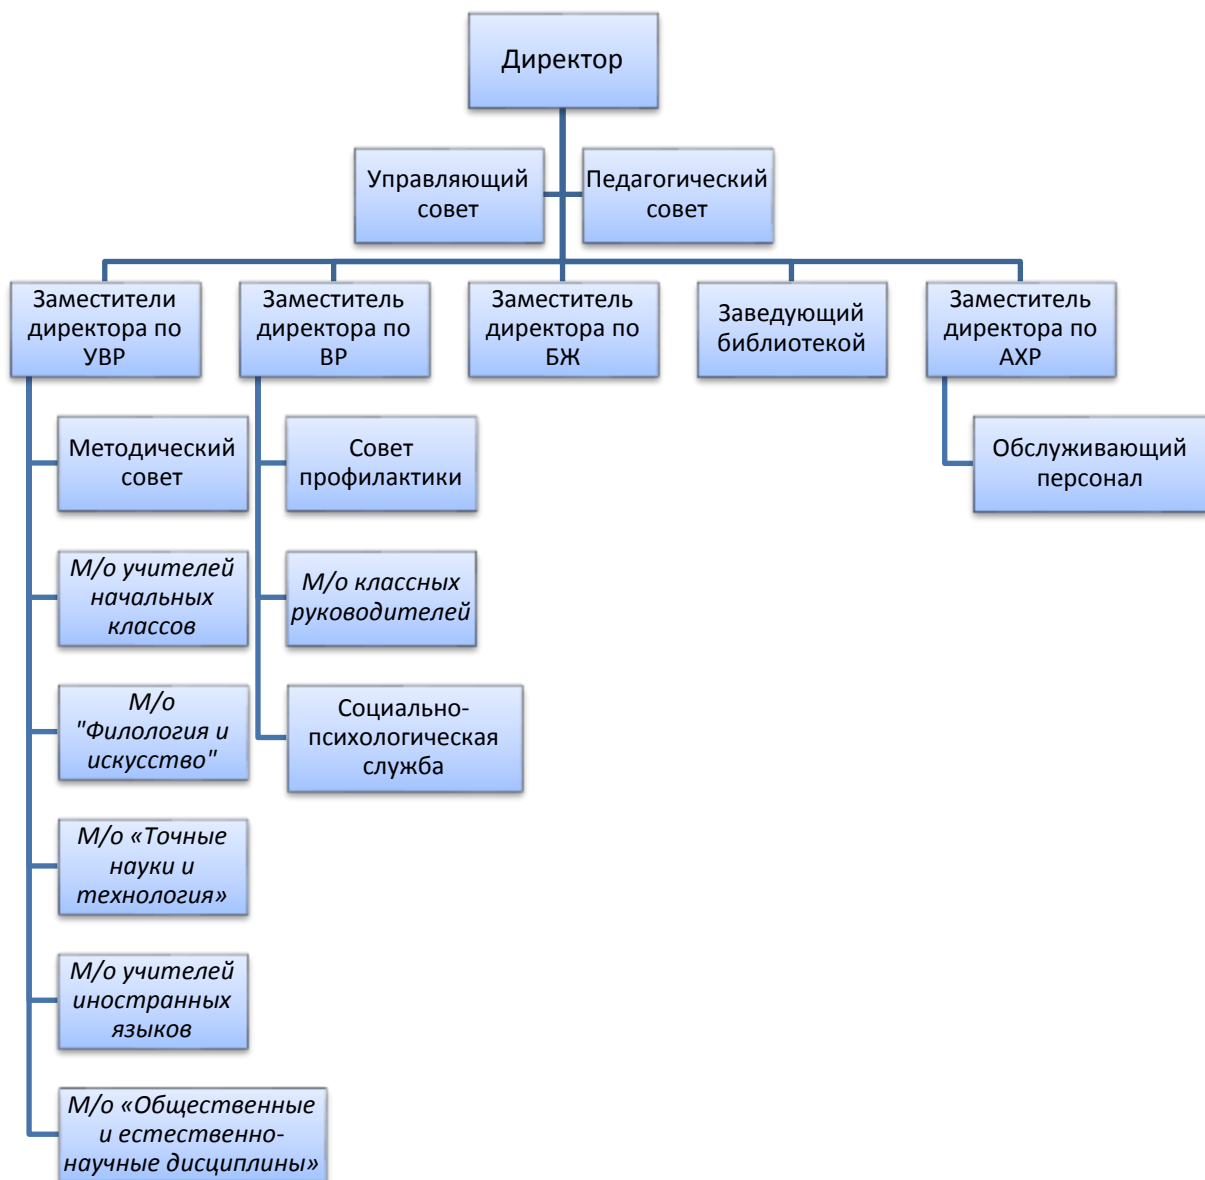 Директор
Управляющий
совет
Педагогический
совет
Заместители
директора по
УВР
Заместитель
директора по
ВР
Заместитель
директора по
БЖ
Заведующий
библиотекой
Заместитель
директора по
АХР
Методический
совет
М/о учителей
начальных
классов
М/о
"Филология и
искусство"
М/о «Точные
науки и
технология»
М/о учителей
иностранных
языков
М/о «Общественные
и естественно-
научные дисциплины»
Совет
профилактики
М/о классных
руководителей
Социально-
психологическая
служба
Обслуживающий
персонал